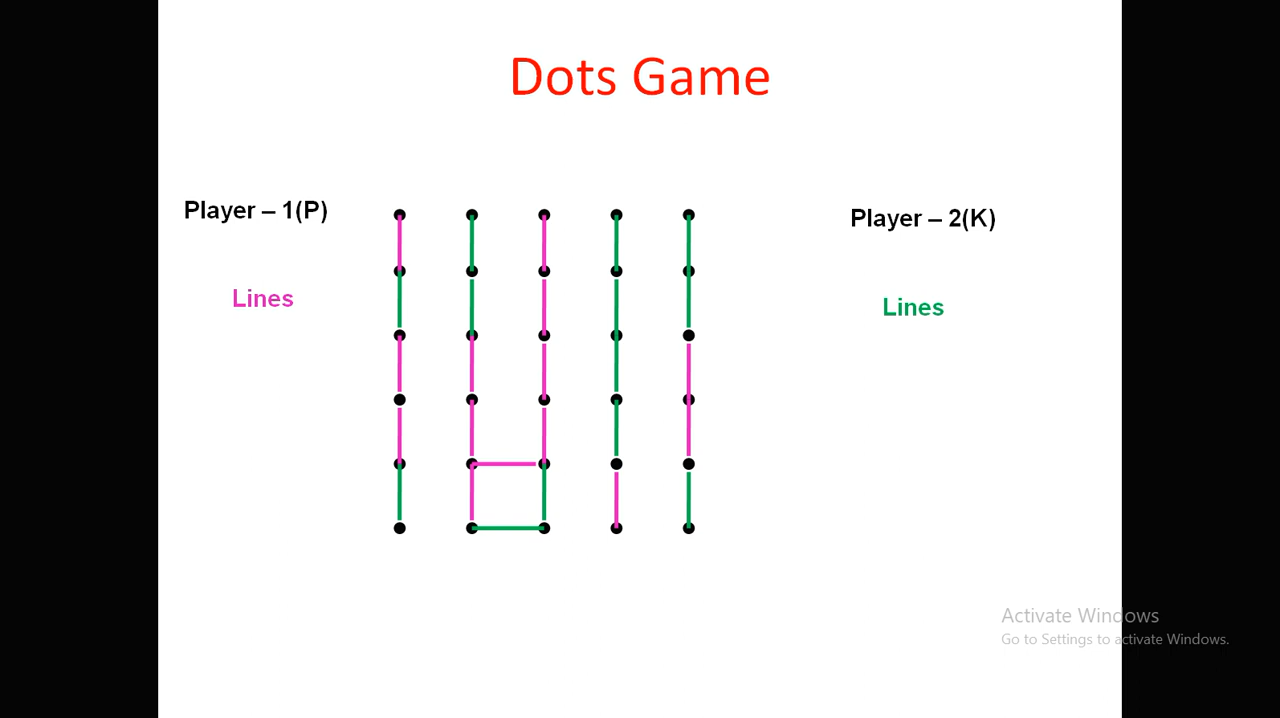 Dots Game
Player – 1(P)
Player – 2(K)
Lines
Lines
Activate Windows
Go to Settings to activate Windows.